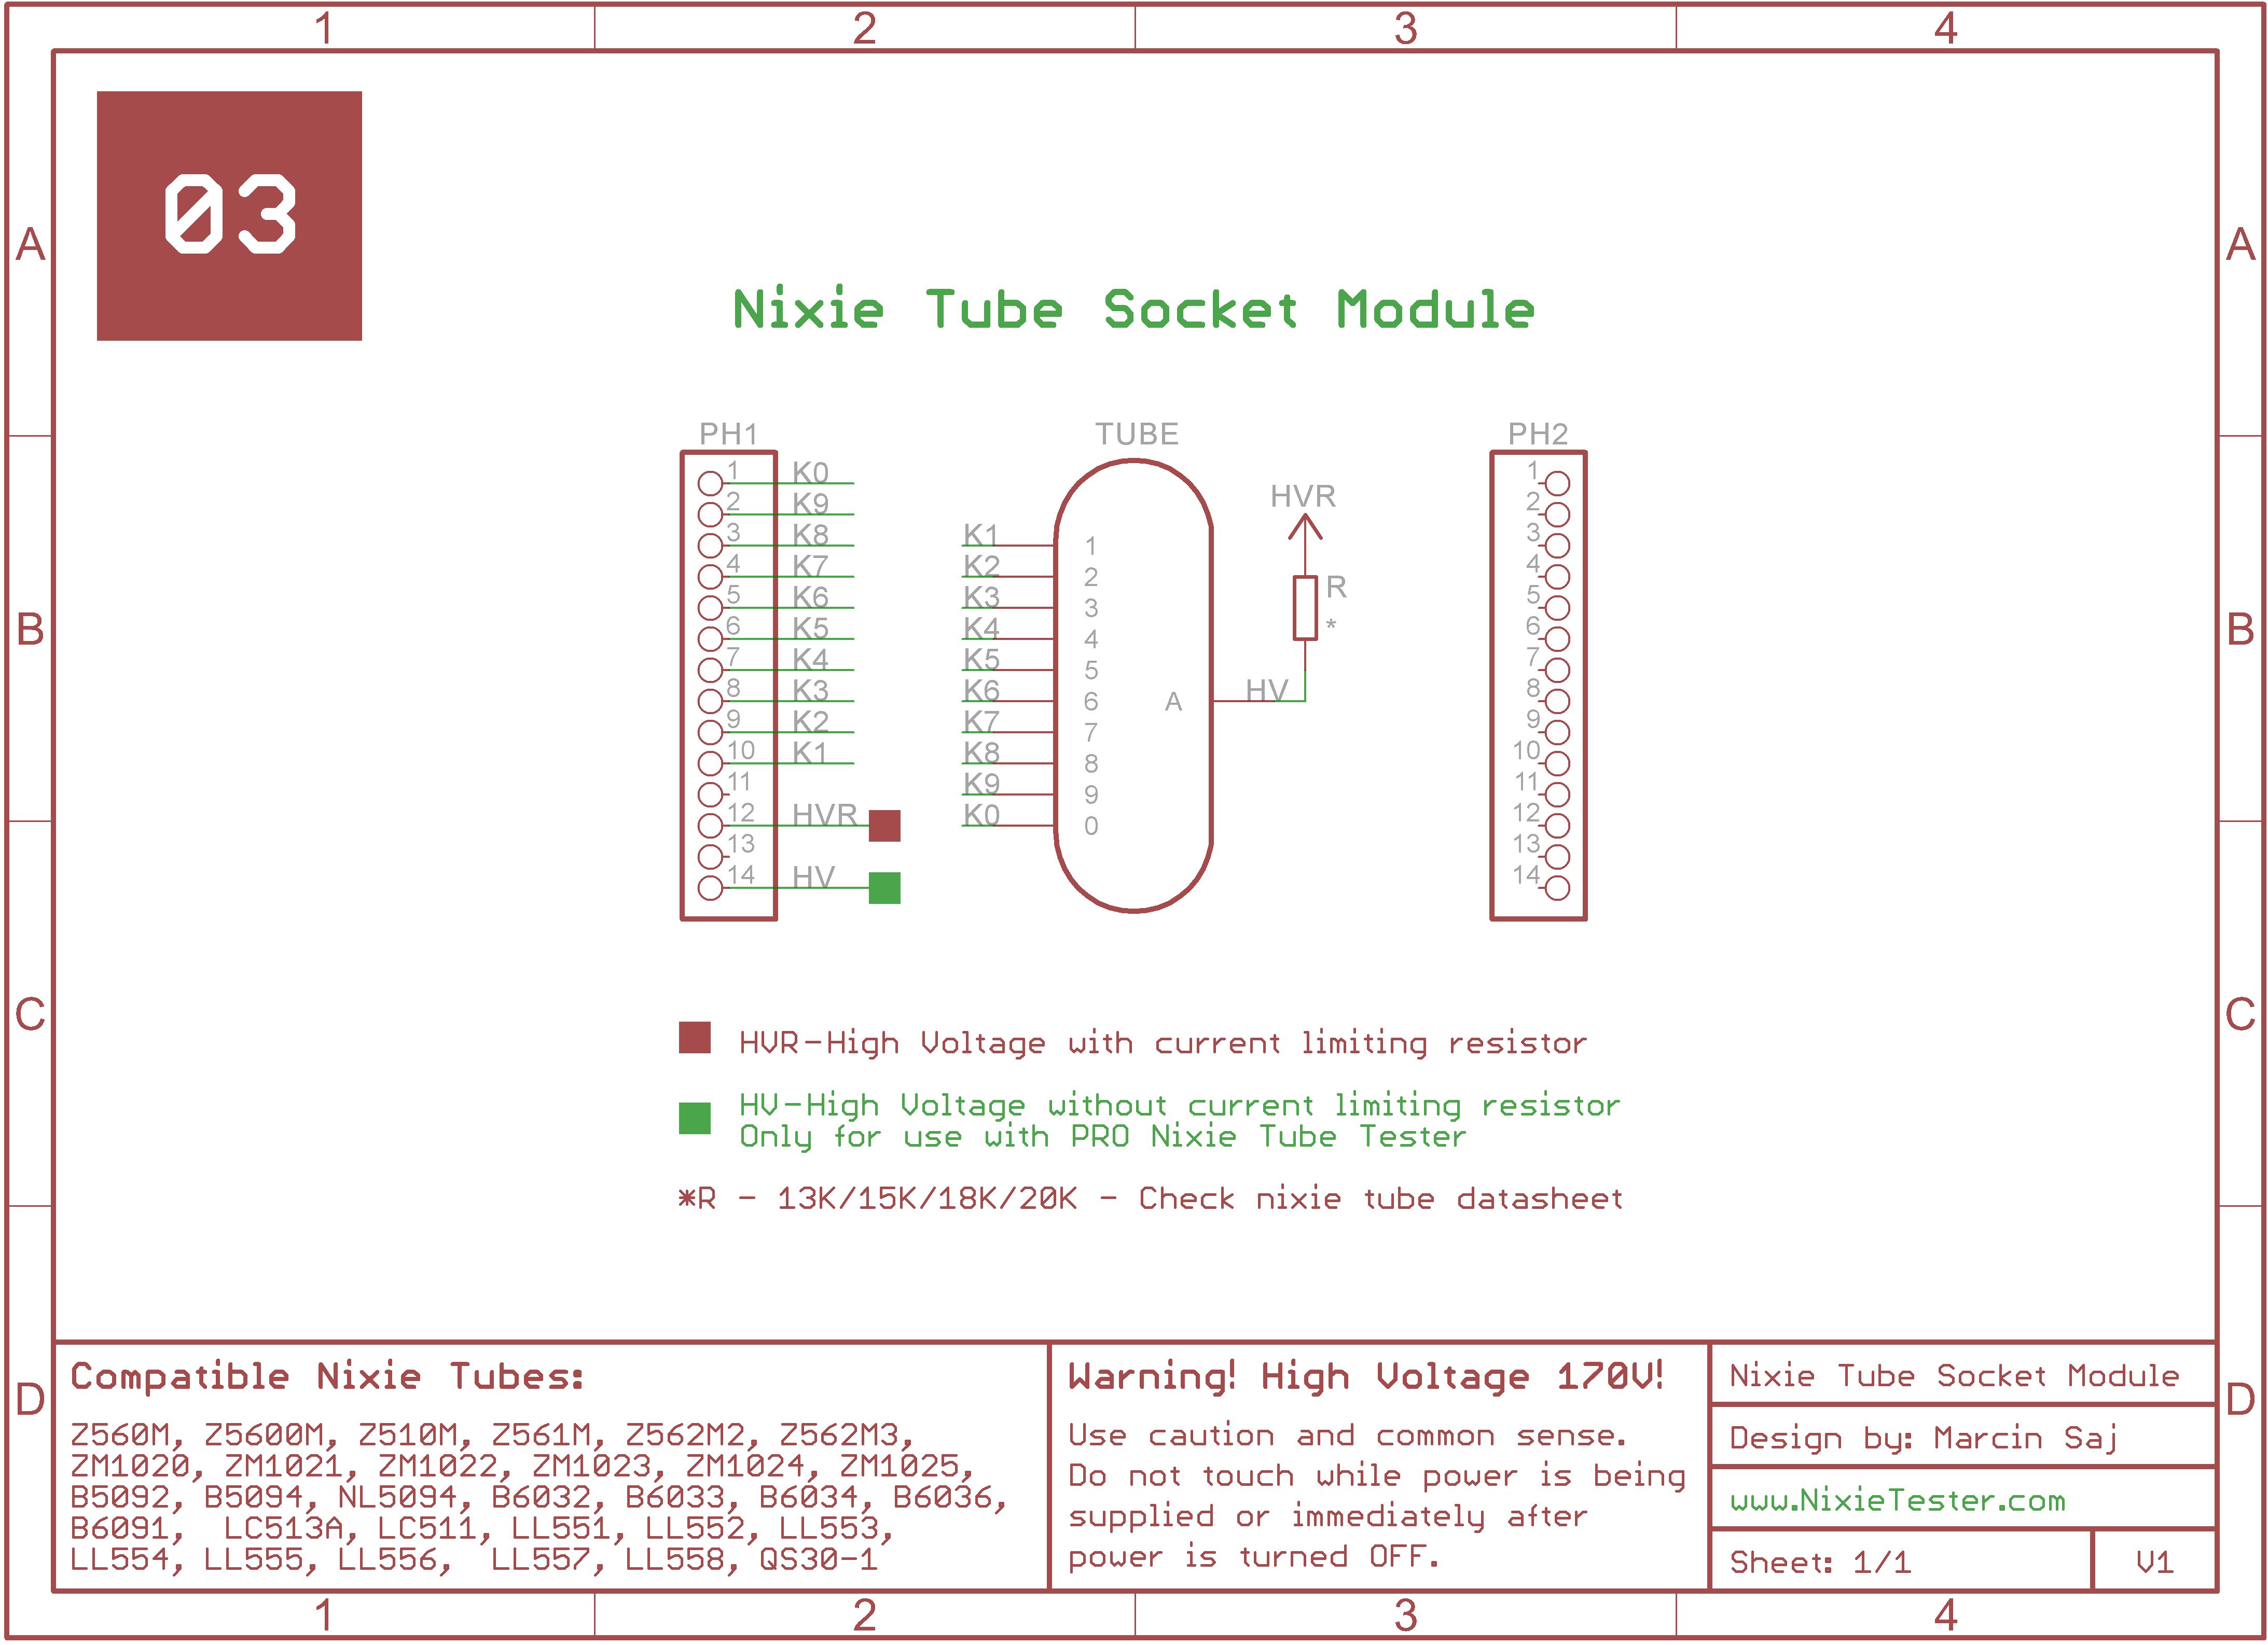 1 2 3 4
A A
03
Nixie Tube Socket Module
PH1 TUBE PH2
1 K0
2 K9
3 K8
4 K7
5 K6
6 K5
7 K4
8 K3
9 K2
10 K1
11
12 HVR
13
14 HV
K1 1
K2 2
K3 3
K4 4
K5 5
K6 6
K7 7
K8 8
K9 9
K0 0
A HV
HVR
R
*
1
2
3
4
5
6
7
8
9
10
11
12
13
14
B B
C C
HVR-High Voltage with current limiting resistor
HV-High Voltage without current limiting resistor
Only for use with PRO Nixie Tube Tester
*R - 13K/15K/18K/20K - Check nixie tube datasheet
D D
Compatible Nixie Tubes:
Z560M, Z5600M, Z510M, Z561M, Z562M2, Z562M3,
ZM1020, ZM1021, ZM1022, ZM1023, ZM1024, ZM1025,
B5092, B5094, NL5094, B6032, B6033, B6034, B6036,
B6091, LC513A, LC511, LL551, LL552, LL553,
LL554, LL555, LL556, LL557, LL558, QS30-1
Warning! High Voltage 170V!
Use caution and common sense.
Do not touch while power is being
supplied or immediately after
power is turned OFF.
Nixie Tube Socket Module
Design by: Marcin Saj
www.NixieTester.com
Sheet: 1/1 V1
1 2 3 4